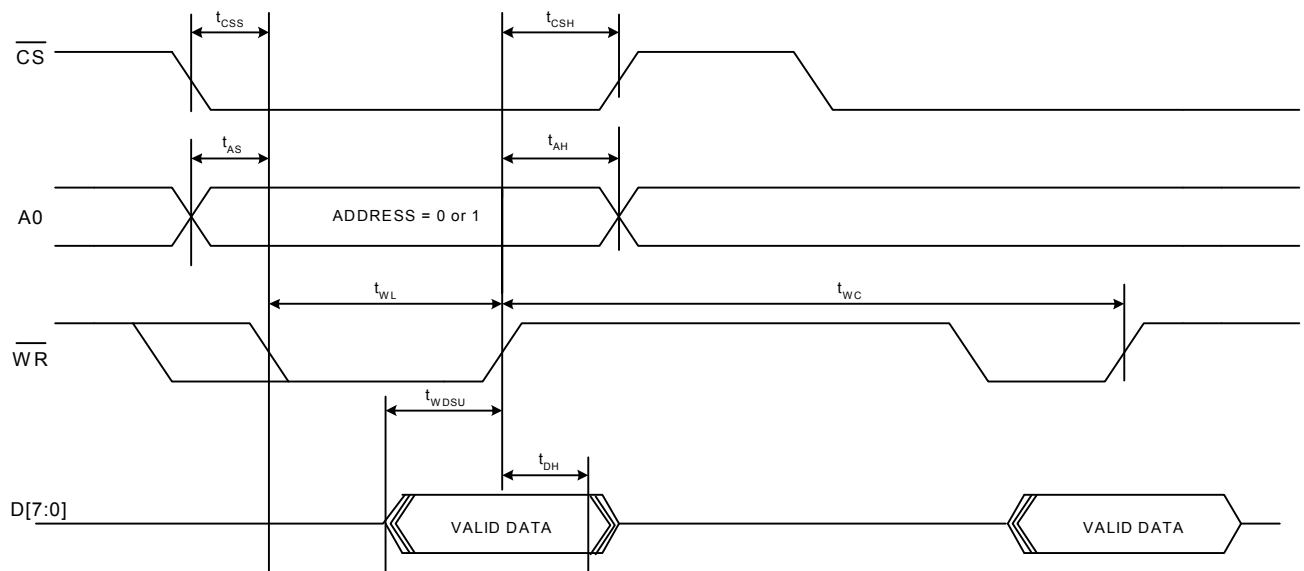 tCSS
tCSH
CS
tAS
tAH
A0
ADDRESS = 0 or 1
tWL
tWC
WR
tWDSU
tDH
D[7:0]
VALID DATA
VALID DATA